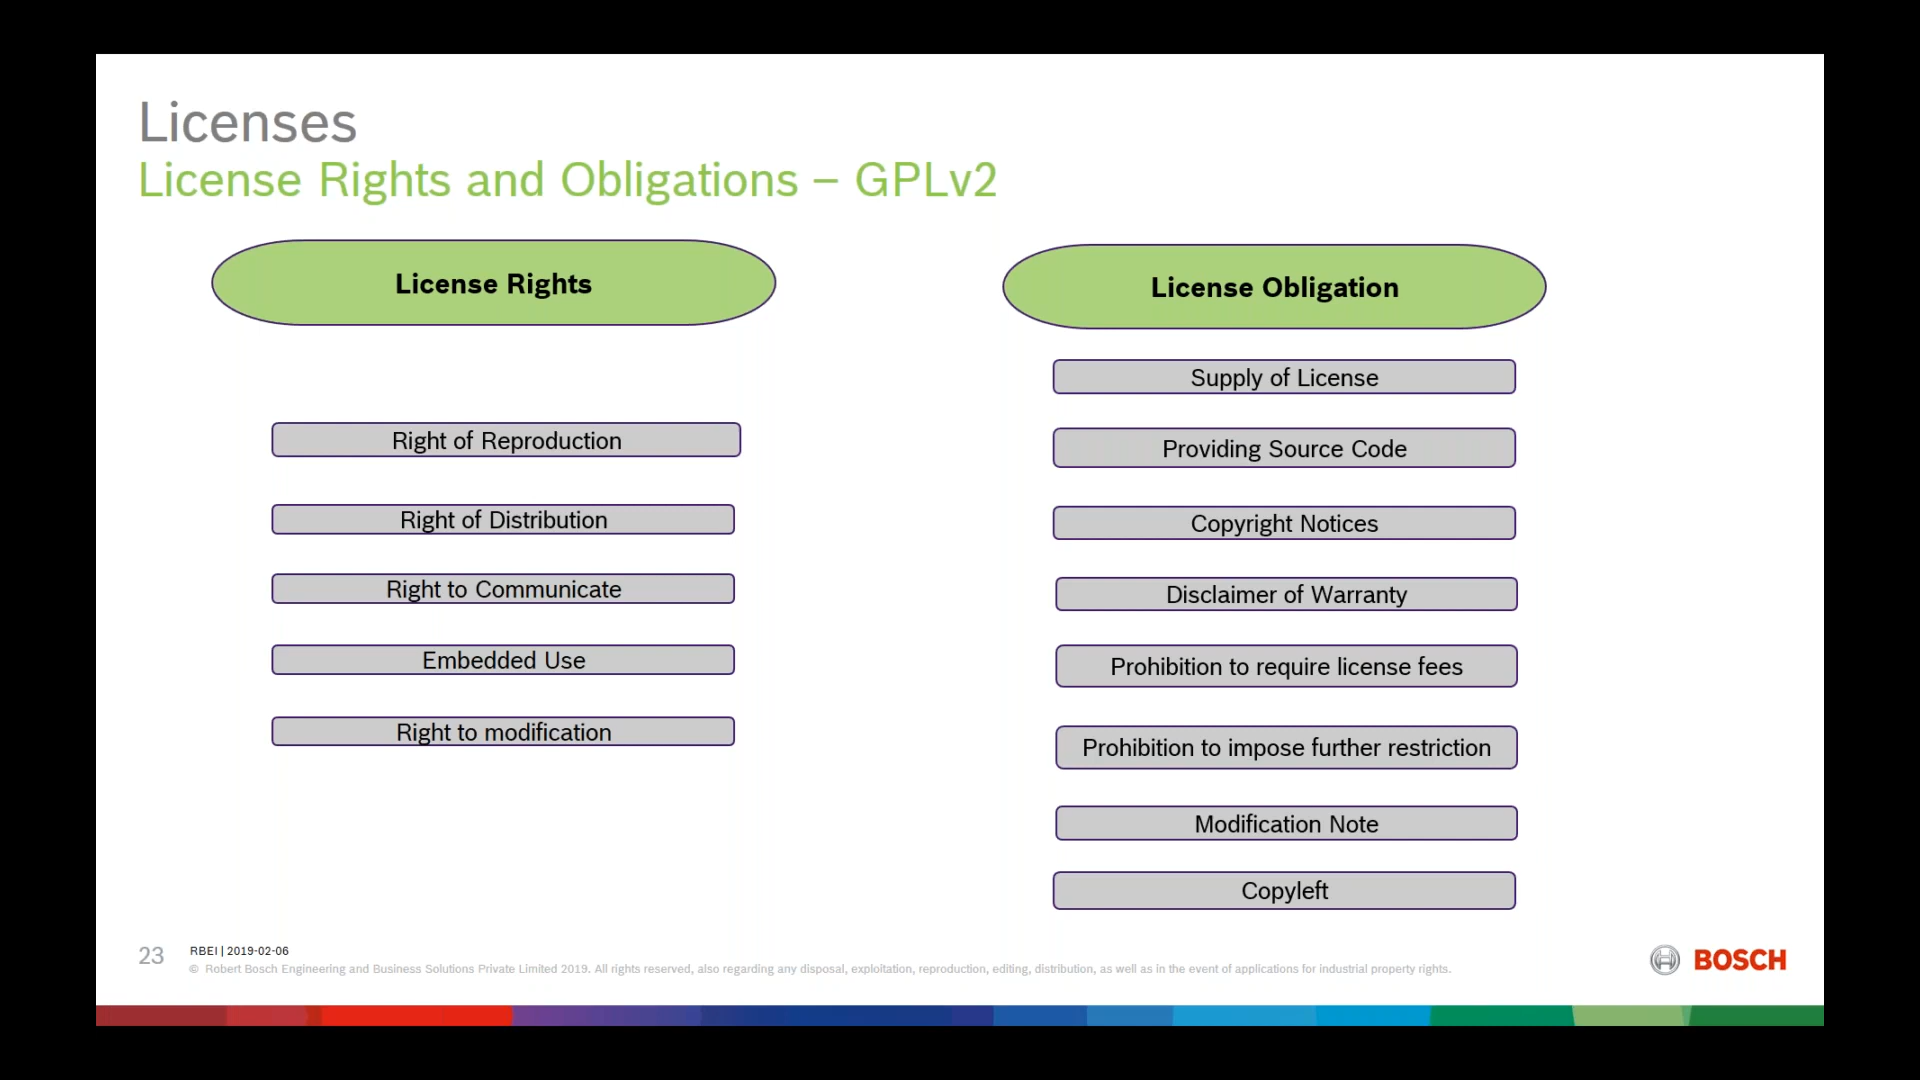 Licenses
License Rights and Obligations – GPLv2
License Rights
Right of Reproduction
Right of Distribution
Right to Communicate
Embedded Use
Right to modification
License Obligation
Supply of License
Providing Source Code
Copyright Notices
Disclaimer of Warranty
Prohibition to require license fees
Prohibition to impose further restriction
Modification Note
Copyleft
23
RBEI | 2019-02-06
© Robert Bosch Engineering and Business Solutions Private Limited 2019. All rights reserved, also regarding any disposal, exploitation, reproduction, editing, distribution, as well as in the event of applications for industrial property rights.
BOSCH